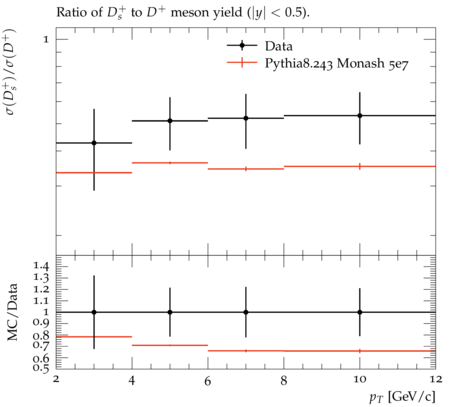 Ratio of D_s^+ to D^+ meson yield (|y| < 0.5).
σ(D_s^+)/σ(D^+)
1
Data
Pythia8.243 Monash 5e7
MC/Data
1.4
1.3
1.2
1.1
1
0.9
0.8
0.7
0.6
0.5
2 4 6 8 10 12
p_T [GeV/c]